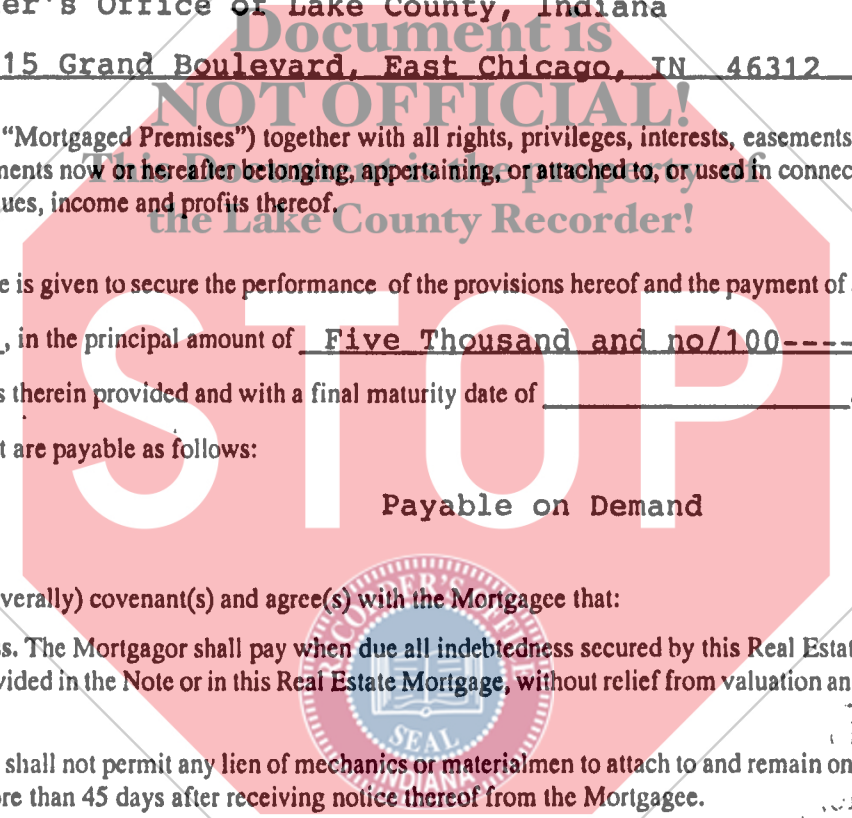 er's Office of Lake County, Indiana
Document is
15 Grand Boulevard, East Chicago, IN 46312
NOT OFFICIAL!
"Mortgaged Premises") together with all rights, privileges, interests, easements
This Document is the property of
ments now or hereafter belonging, appertaining, or attached to, or used in connec
ues, income and profits thereof.
the Lake County Recorder!
e is given to secure the performance of the provisions hereof and the payment of
STOP
, in the principal amount of Five Thousand and no/100----
s therein provided and with a final maturity date of
t are payable as follows:
Payable on Demand
verally) covenant(s) and agree(s) with the Mortgagee that:
s. The Mortgagor shall pay when due all indebtedness secured by this Real Estat
vided in the Note or in this Real Estate Mortgage, without relief from valuation an
RECORDER'S OFFICE
SEAL
INDIANA
shall not permit any lien of mechanics or materialmen to attach to and remain on
re than 45 days after receiving notice thereof from the Mortgagee.